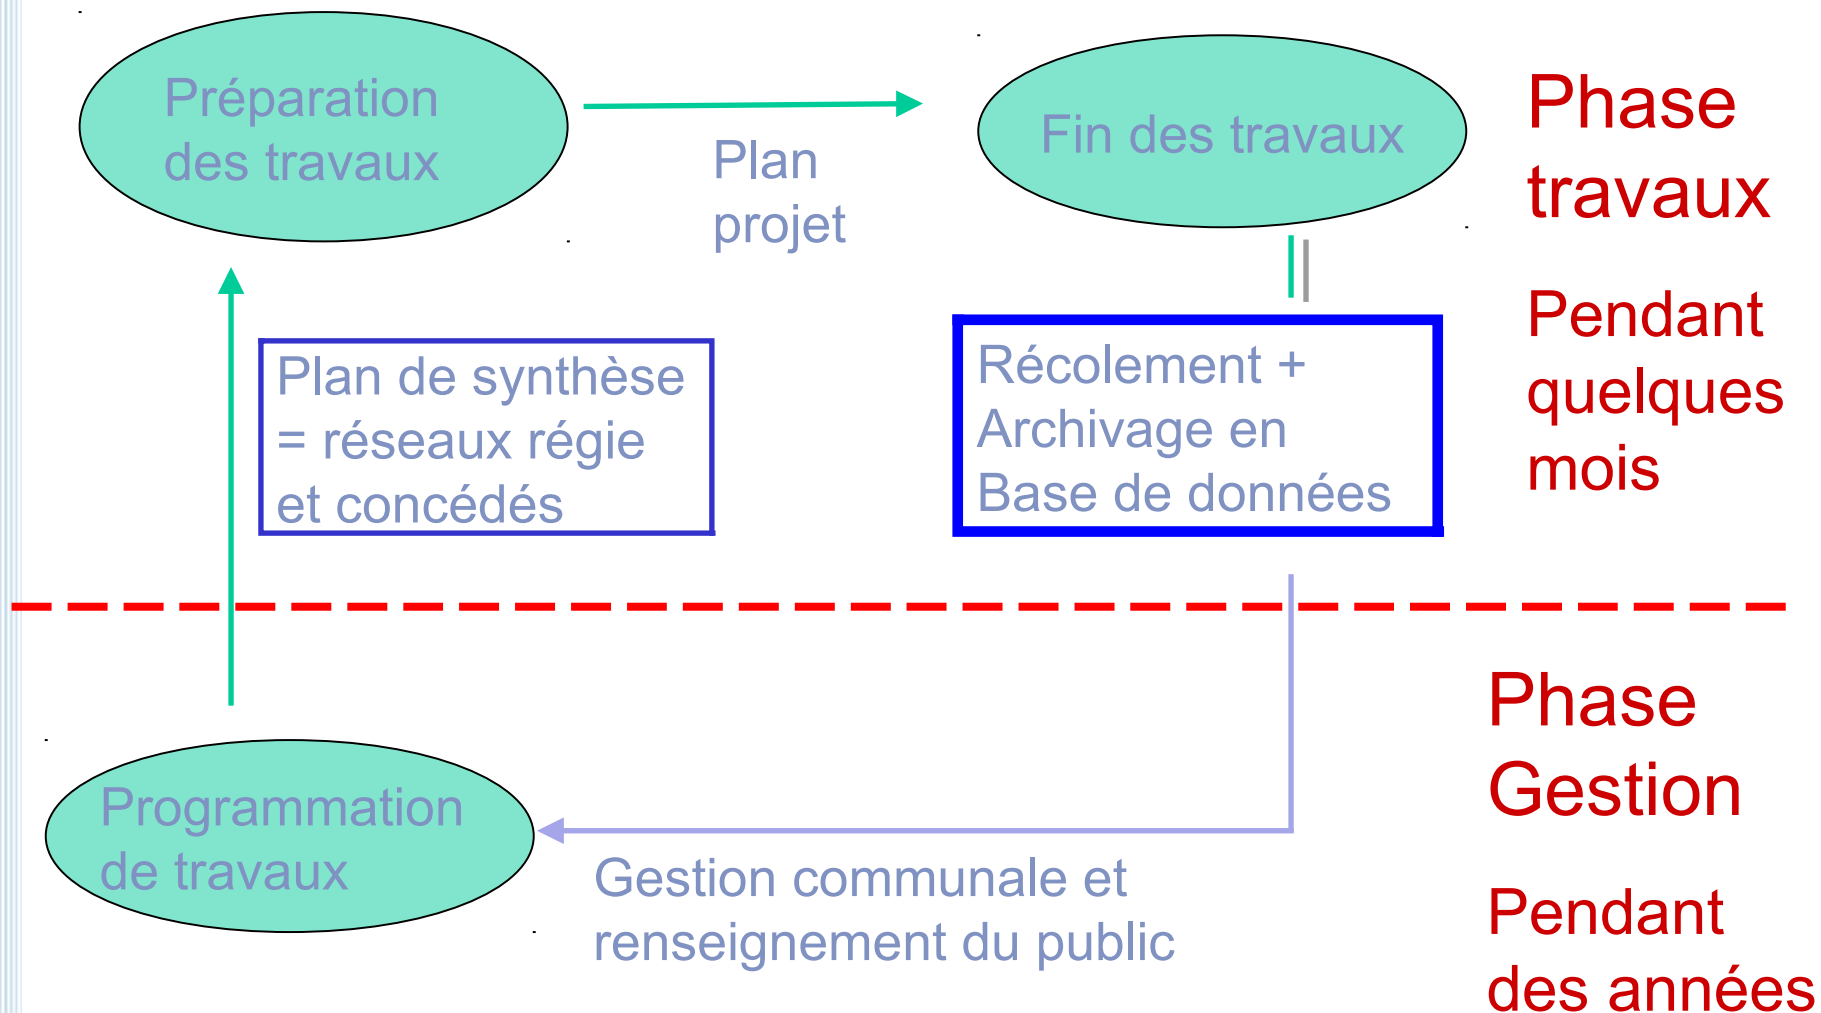 Préparation
des travaux
Plan
projet
Fin des travaux
Phase
travaux
Pendant
quelques
mois
Plan de synthèse
= réseaux régie
et concédés
Récolement +
Archivage en
Base de données
Programmation
de travaux
Gestion communale et
renseignement du public
Phase
Gestion
Pendant
des années